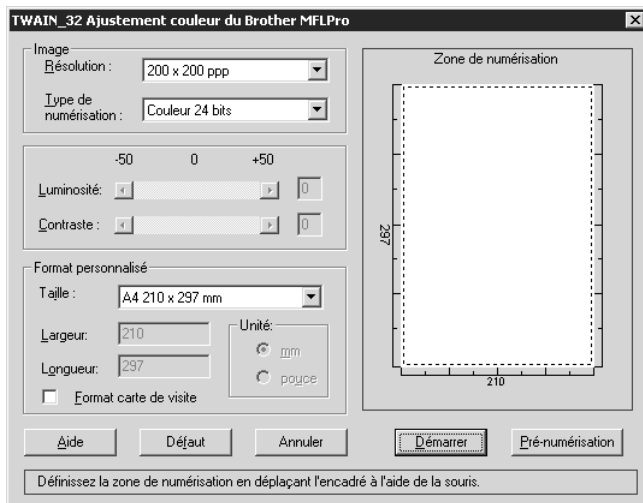 TWAIN_32 Ajustement couleur du Brother MFLPro
Image
Résolution :
200 x 200 ppp
Type de
numérisation :
Couleur 24 bits
-50 0 +50
Luminosité: 0
Contraste : 0
Format personnalisé
Taille :
A4 210 x 297 mm
Largeur: 210
Longueur: 297
Unité:
mm
pouce
Format carte de visite
Zone de numérisation
297
210
Aide Défaut Annuler Démarrer Pré-numérisation
Définissez la zone de numérisation en déplaçant l'encadré à l'aide de la souris.